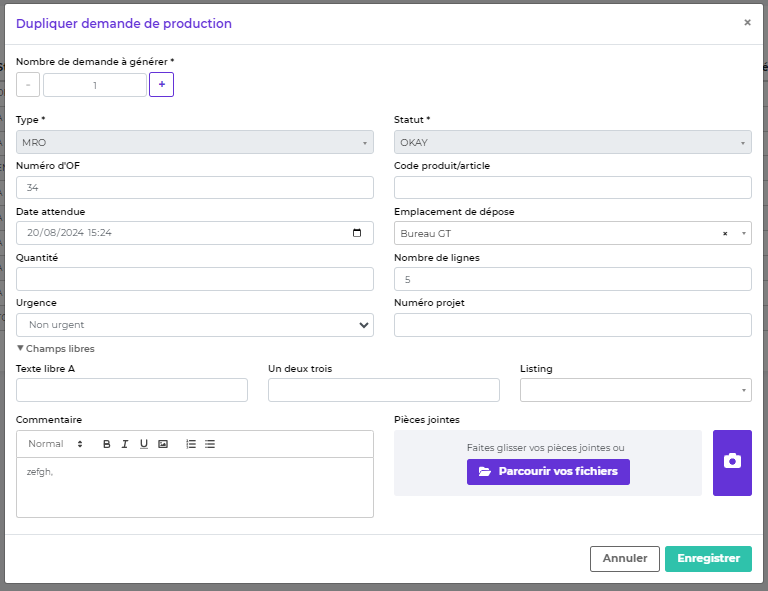 Dupliquer demande de production
×
Nombre de demande à générer *
- 1 +
Type * Statut *
MRO OKAY
Numéro d'OF Code produit/article
34
Date attendue Emplacement de dépose
20/08/2024 15:24 Bureau GT ×
Quantité Nombre de lignes
5
Urgence Numéro projet
Non urgent
▼ Champs libres
Texte libre A Un deux trois Listing
Commentaire Pièces jointes
Normal B I U
zefgh,
Faites glisser vos pièces jointes ou
Parcourir vos fichiers
Annuler Enregistrer